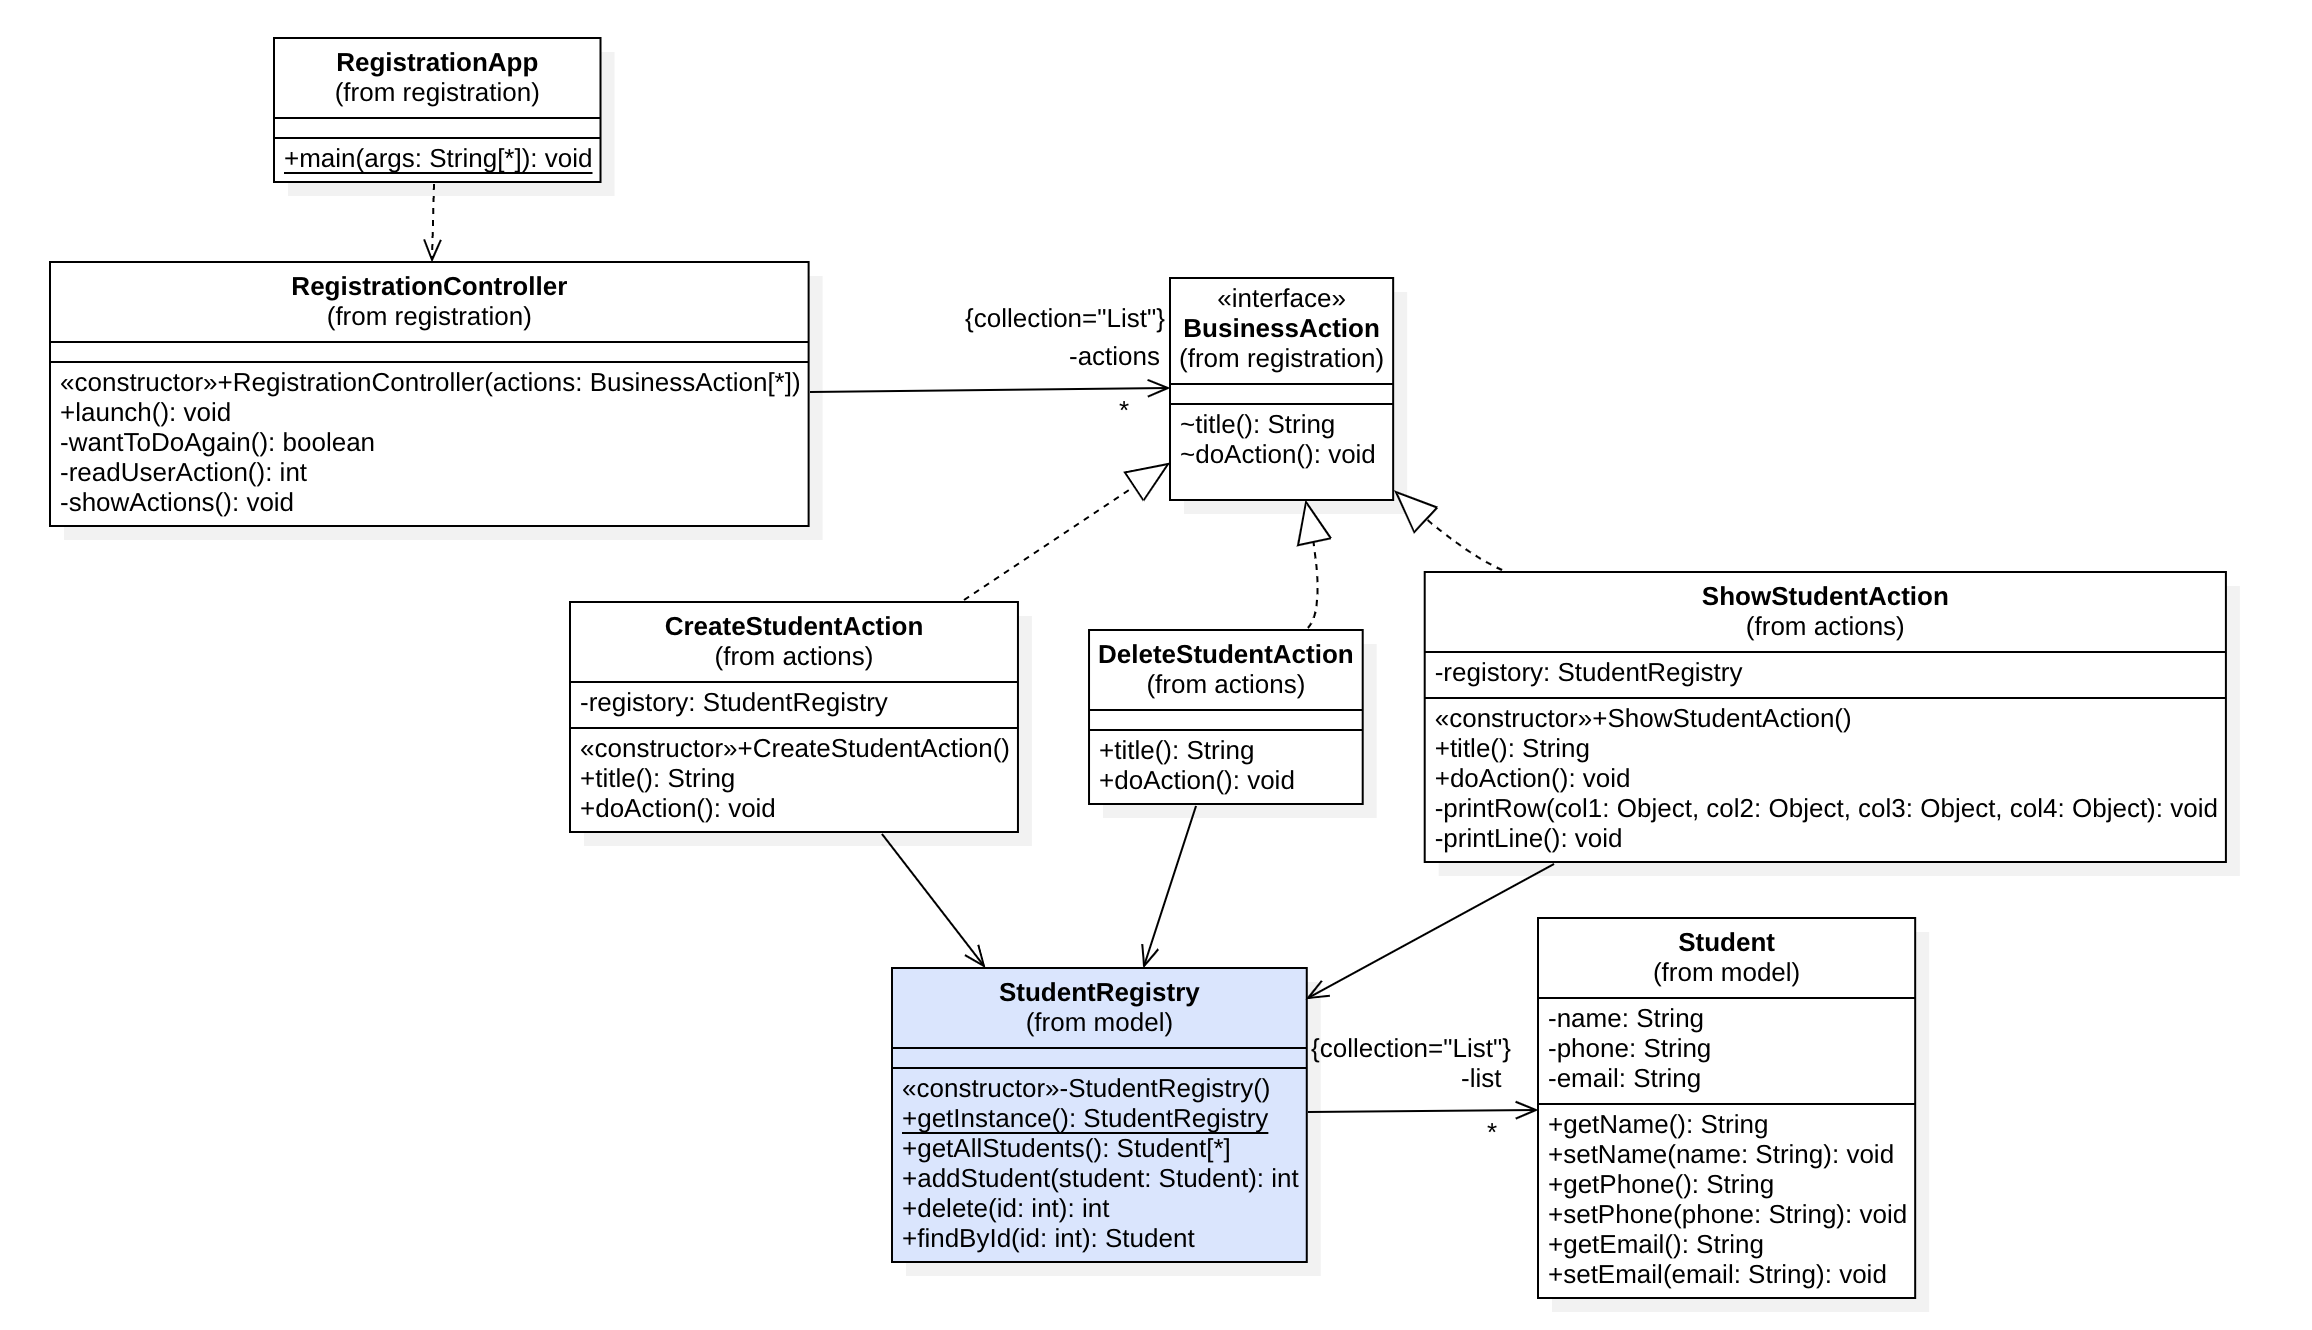 RegistrationApp
(from registration)
+main(args: String[*]): void
RegistrationController
(from registration)
«constructor»+RegistrationController(actions: BusinessAction[*])
+launch(): void
-wantToDoAgain(): boolean
-readUserAction(): int
-showActions(): void
{collection="List"}
-actions
*
«interface»
BusinessAction
(from registration)
~title(): String
~doAction(): void
CreateStudentAction
(from actions)
-registory: StudentRegistry
«constructor»+CreateStudentAction()
+title(): String
+doAction(): void
DeleteStudentAction
(from actions)
+title(): String
+doAction(): void
ShowStudentAction
(from actions)
-registory: StudentRegistry
«constructor»+ShowStudentAction()
+title(): String
+doAction(): void
-printRow(col1: Object, col2: Object, col3: Object, col4: Object): void
-printLine(): void
StudentRegistry
(from model)
«constructor»-StudentRegistry()
+getInstance(): StudentRegistry
+getAllStudents(): Student[*]
+addStudent(student: Student): int
+delete(id: int): int
+findById(id: int): Student
{collection="List"}
-list
*
Student
(from model)
-name: String
-phone: String
-email: String
+getName(): String
+setName(name: String): void
+getPhone(): String
+setPhone(phone: String): void
+getEmail(): String
+setEmail(email: String): void